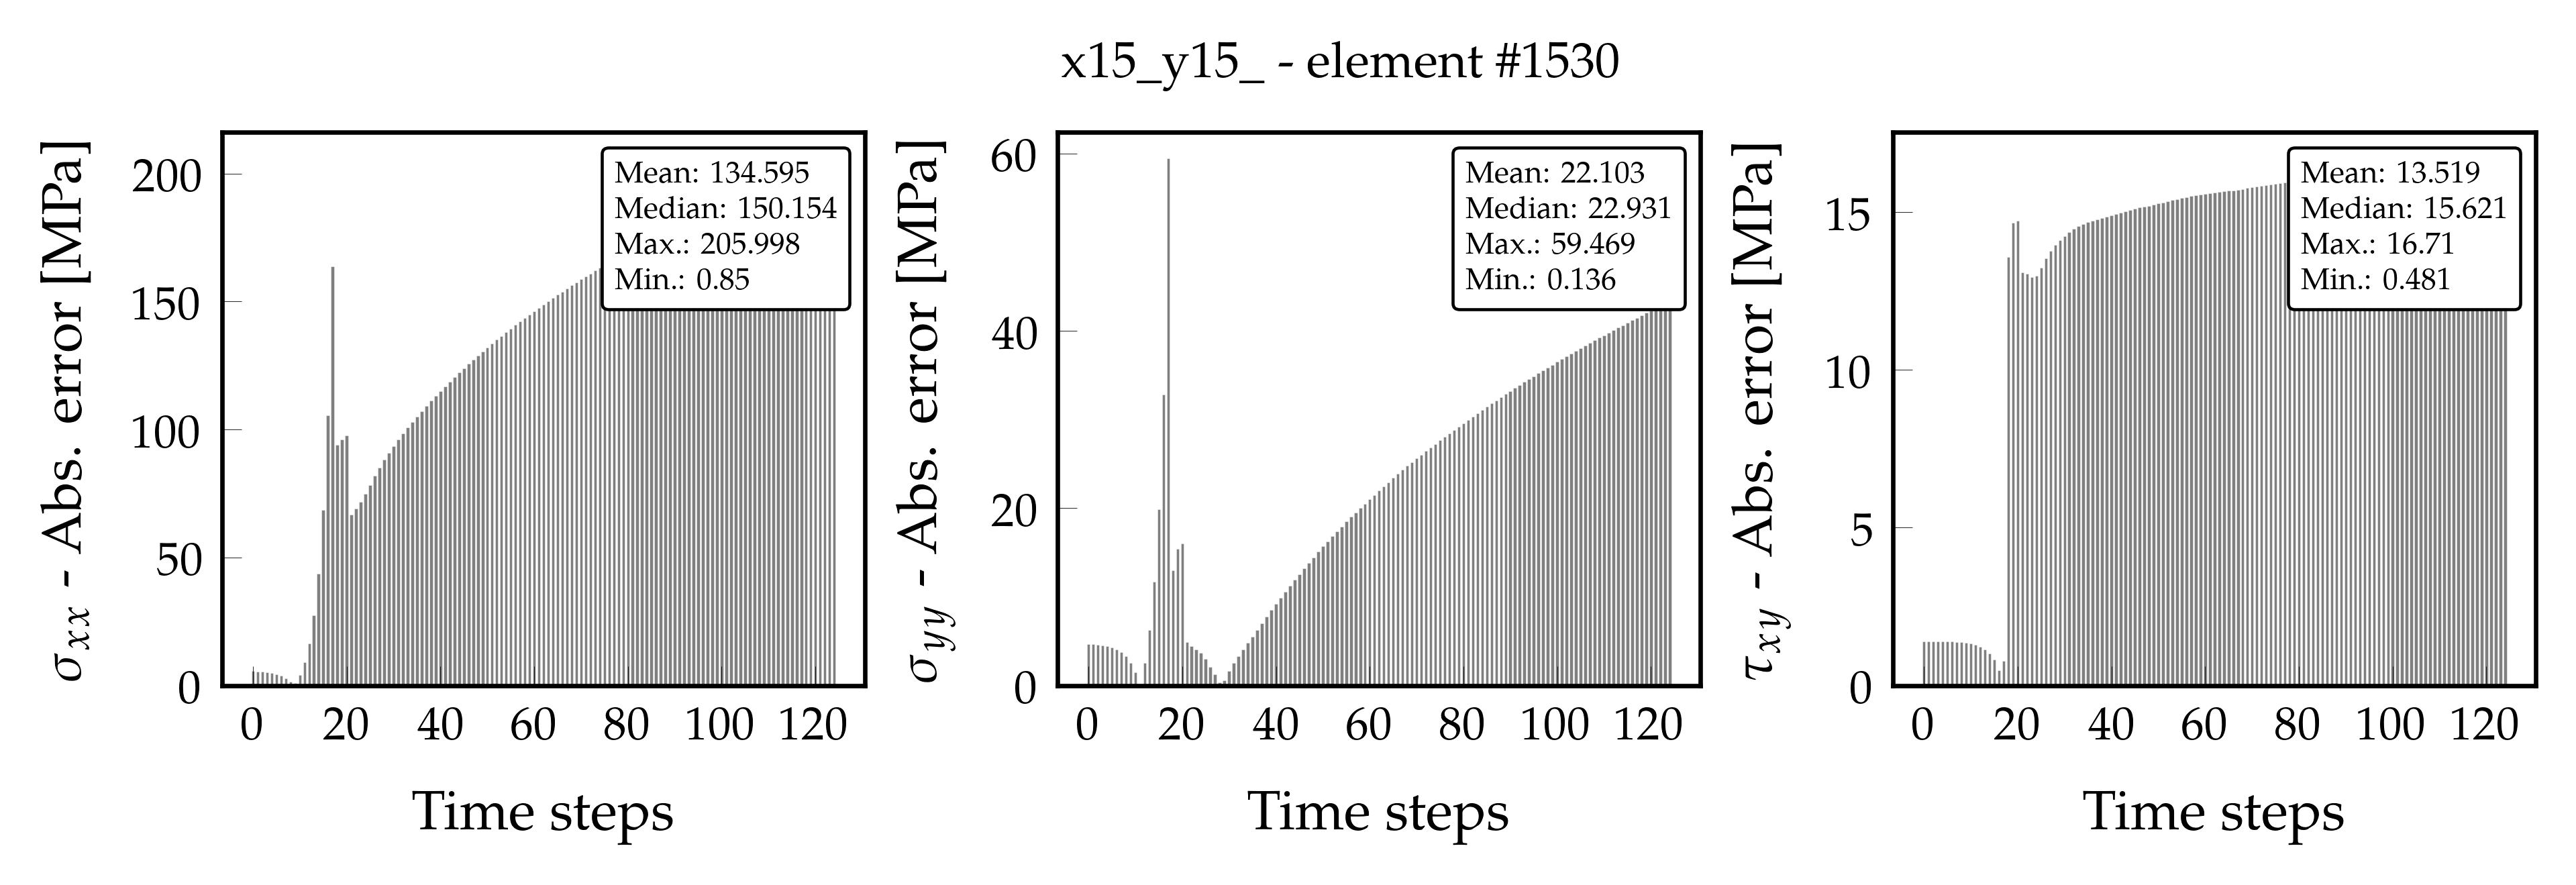 x15_y15_ - element #1530
σxx - Abs. error [MPa]
200
150
100
50
0
Mean: 134.595
Median: 150.154
Max.: 205.998
Min.: 0.85
0 20 40 60 80 100 120
Time steps
σyy - Abs. error [MPa]
60
40
20
0
Mean: 22.103
Median: 22.931
Max.: 59.469
Min.: 0.136
0 20 40 60 80 100 120
Time steps
τxy - Abs. error [MPa]
15
10
5
0
Mean: 13.519
Median: 15.621
Max.: 16.71
Min.: 0.481
0 20 40 60 80 100 120
Time steps